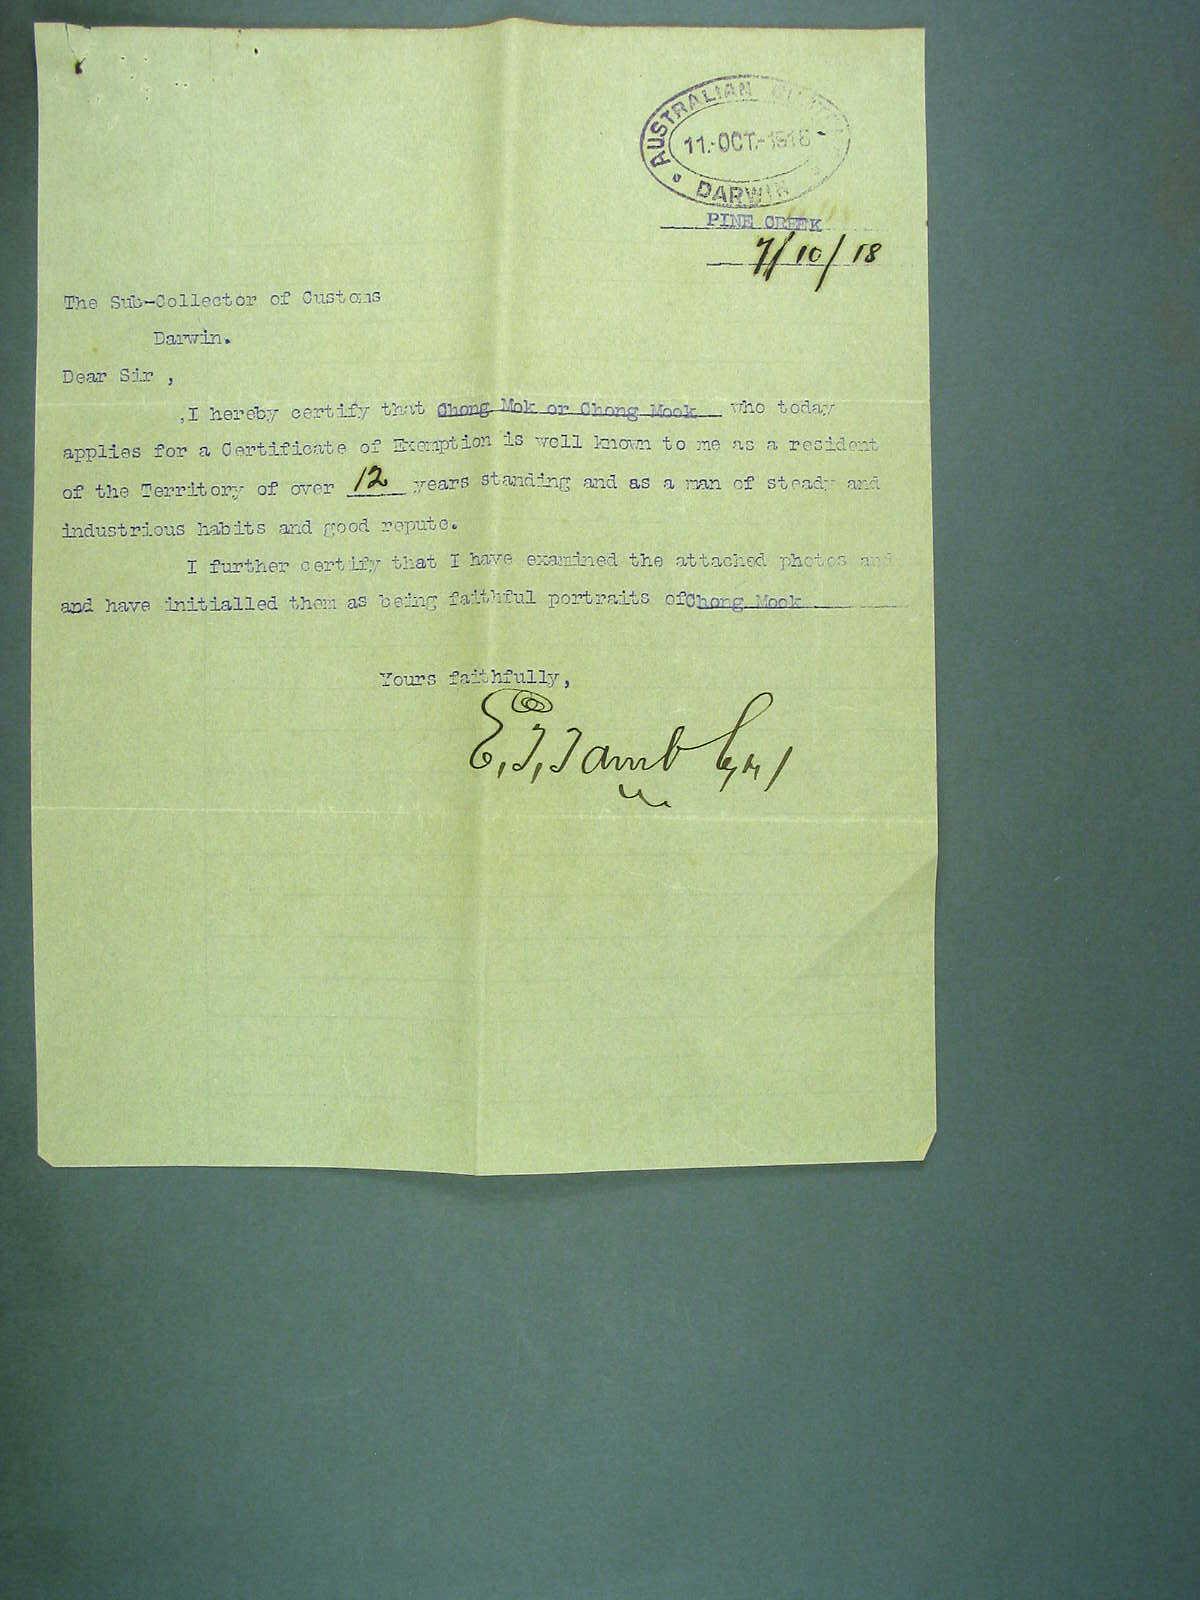 AUSTRALIAN
11.-OCT.-1918
DARWIN
PINE CREEK
7/10/18
The Sub-Collector of Customs
Darwin.
Dear Sir ,
,I hereby certify that Chong Mok or Chong Mook who today
applies for a Certificate of Exemption is well known to me as a resident
of the Territory of over 12 years standing and as a man of steady and
industrious habits and good repute.
I further certify that I have examined the attached photos and
and have initialled them as being faithful portraits ofChong Mook
Yours faithfully,